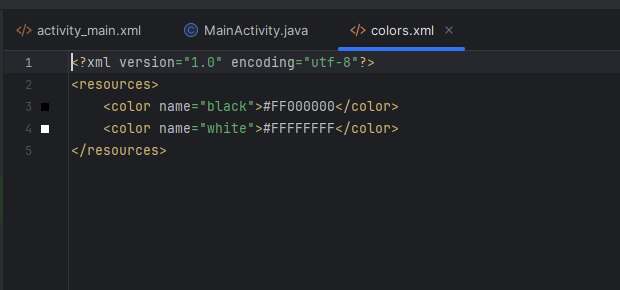 activity_main.xml MainActivity.java colors.xml
1 <?xml version="1.0" encoding="utf-8"?>
2 <resources>
3     <color name="black">#FF000000</color>
4     <color name="white">#FFFFFFFF</color>
5 </resources>